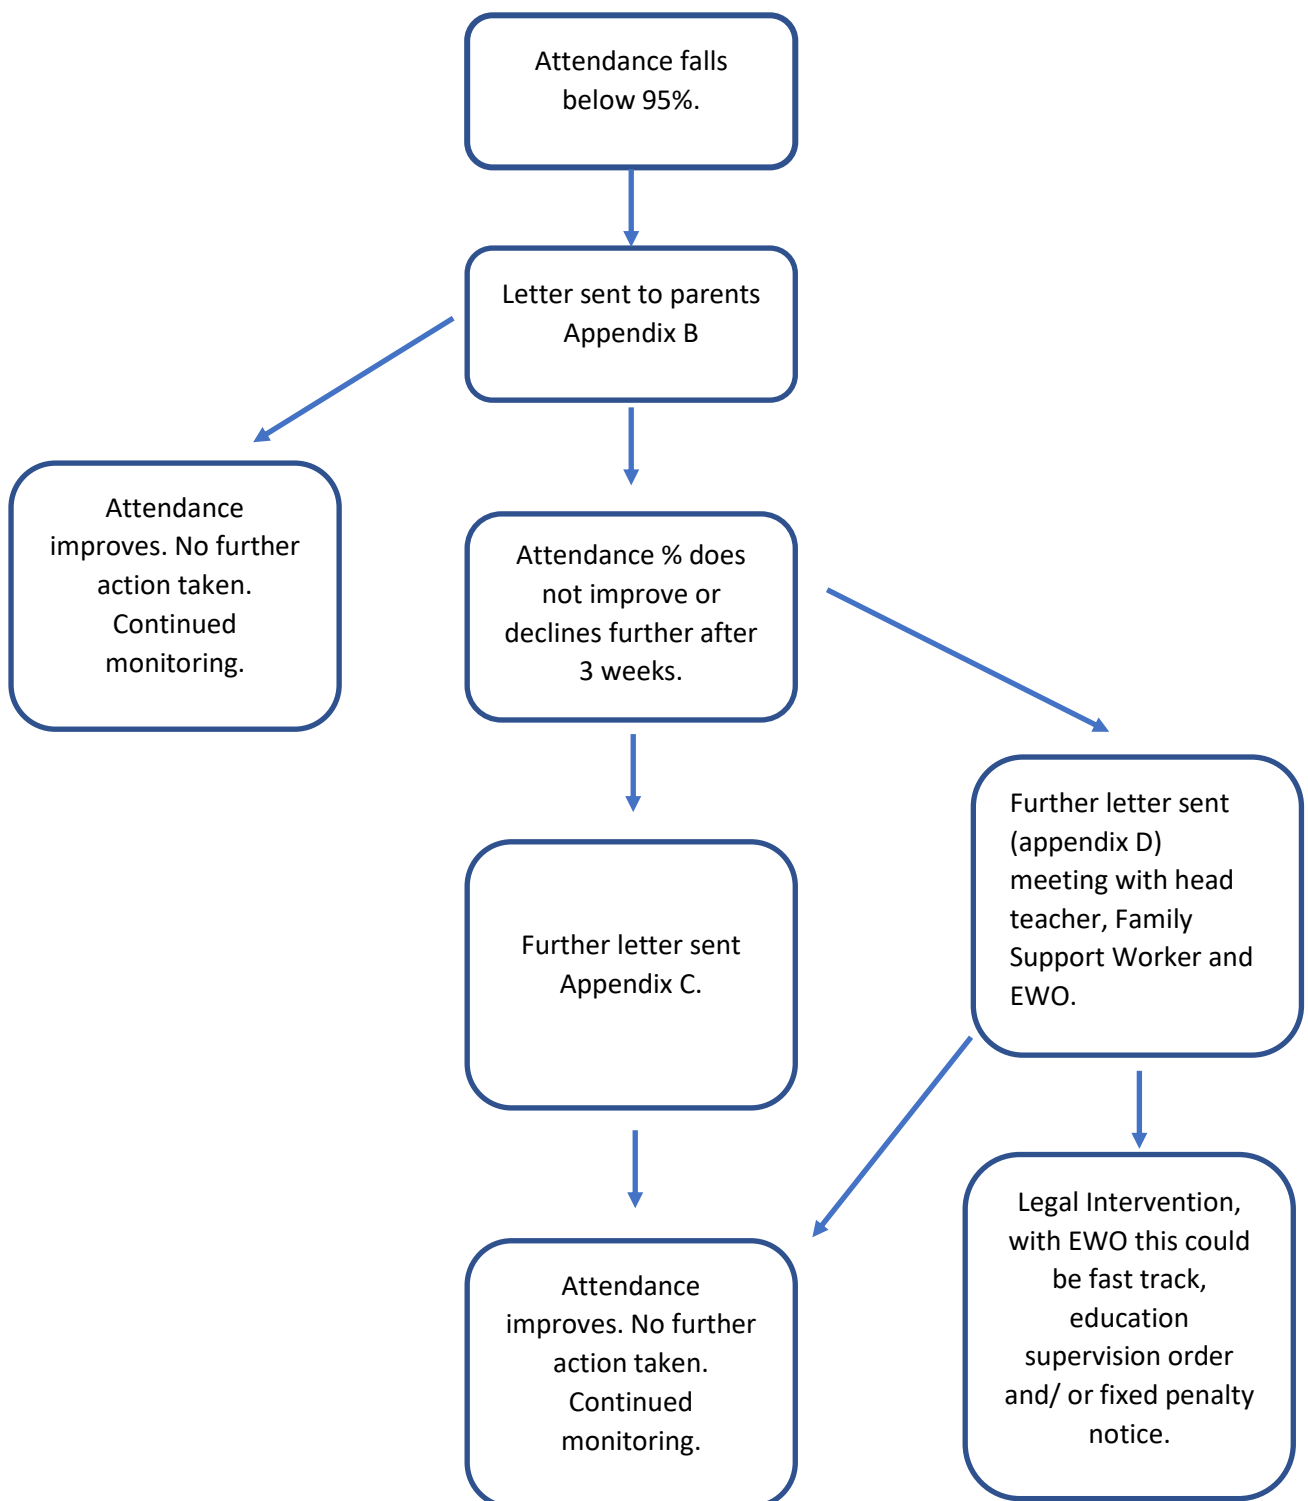 Attendance falls
below 95%.
Letter sent to parents
Appendix B
Attendance
improves. No further
action taken.
Continued
monitoring.
Attendance % does
not improve or
declines further after
3 weeks.
Further letter sent
(appendix D)
meeting with head
teacher, Family
Support Worker and
EWO.
Further letter sent
Appendix C.
Legal Intervention,
with EWO this could
be fast track,
education
supervision order
and/ or fixed penalty
notice.
Attendance
improves. No further
action taken.
Continued
monitoring.